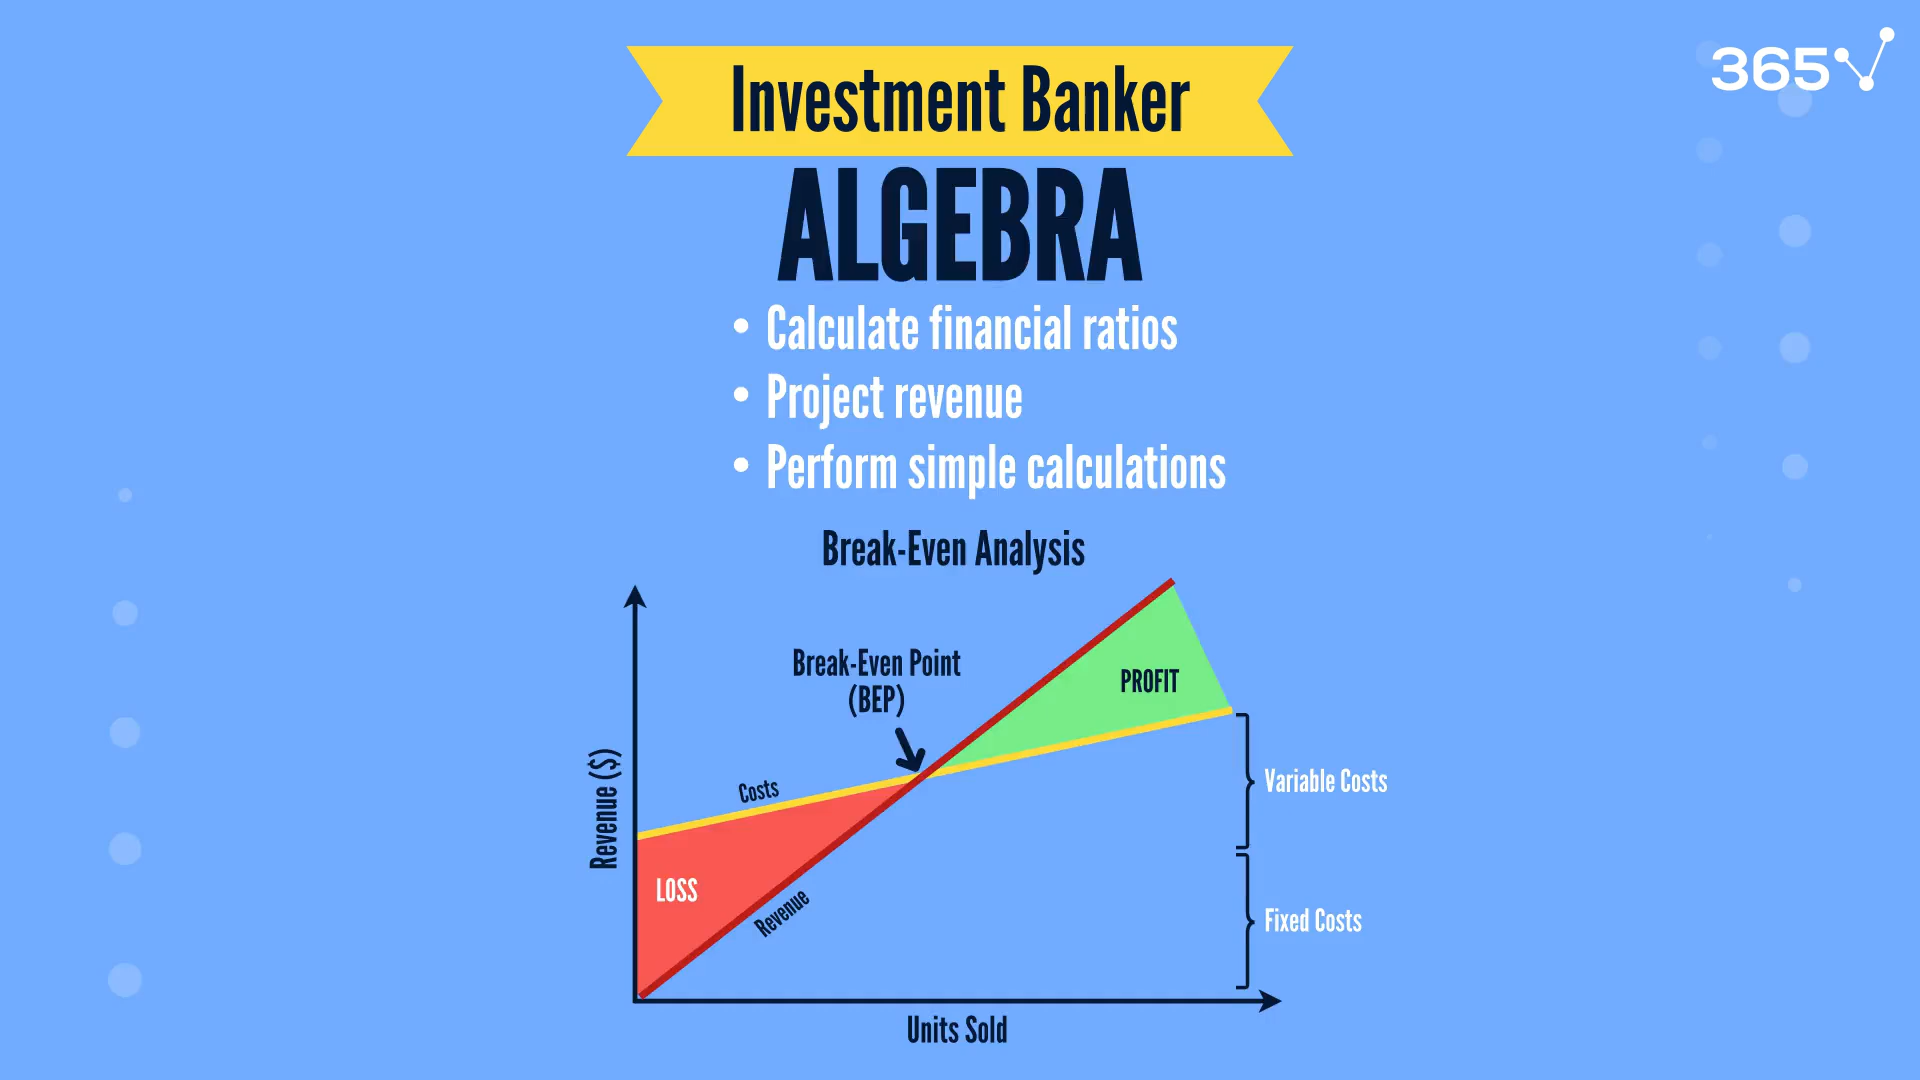 365
Investment Banker
ALGEBRA
• Calculate financial ratios
• Project revenue
• Perform simple calculations
Break-Even Analysis
Break-Even Point
(BEP)
PROFIT
Costs
Variable Costs
Revenue ($)
LOSS
Revenue
Fixed Costs
Units Sold